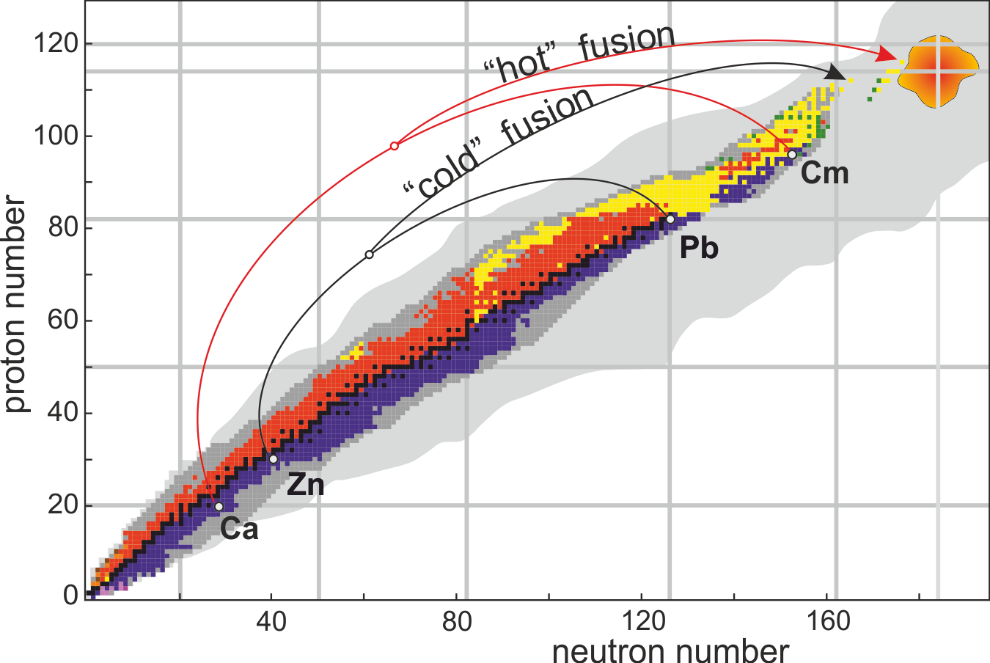 120
100
80
60
40
20
0
proton number
“hot” fusion
“cold” fusion
Cm
Pb
Zn
Ca
40
80
120
160
neutron number